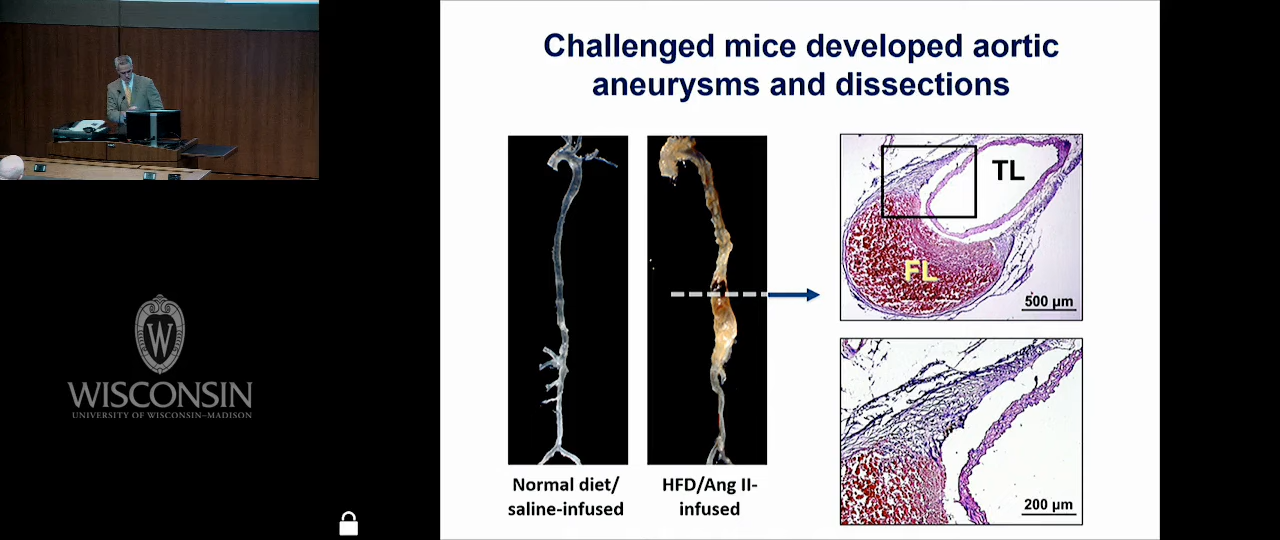 Challenged mice developed aortic
aneurysms and dissections
TL
FL
500 µm
200 µm
Normal diet/
saline-infused
HFD/Ang II-
infused
W
WISCONSIN
UNIVERSITY OF WISCONSIN–MADISON